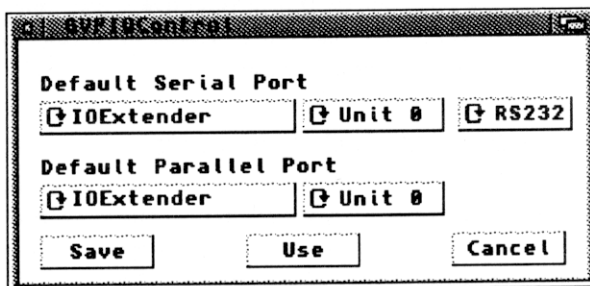 GVPIOControl
Default Serial Port
IOExtender Unit 0 RS232
Default Parallel Port
IOExtender Unit 0
Save Use Cancel